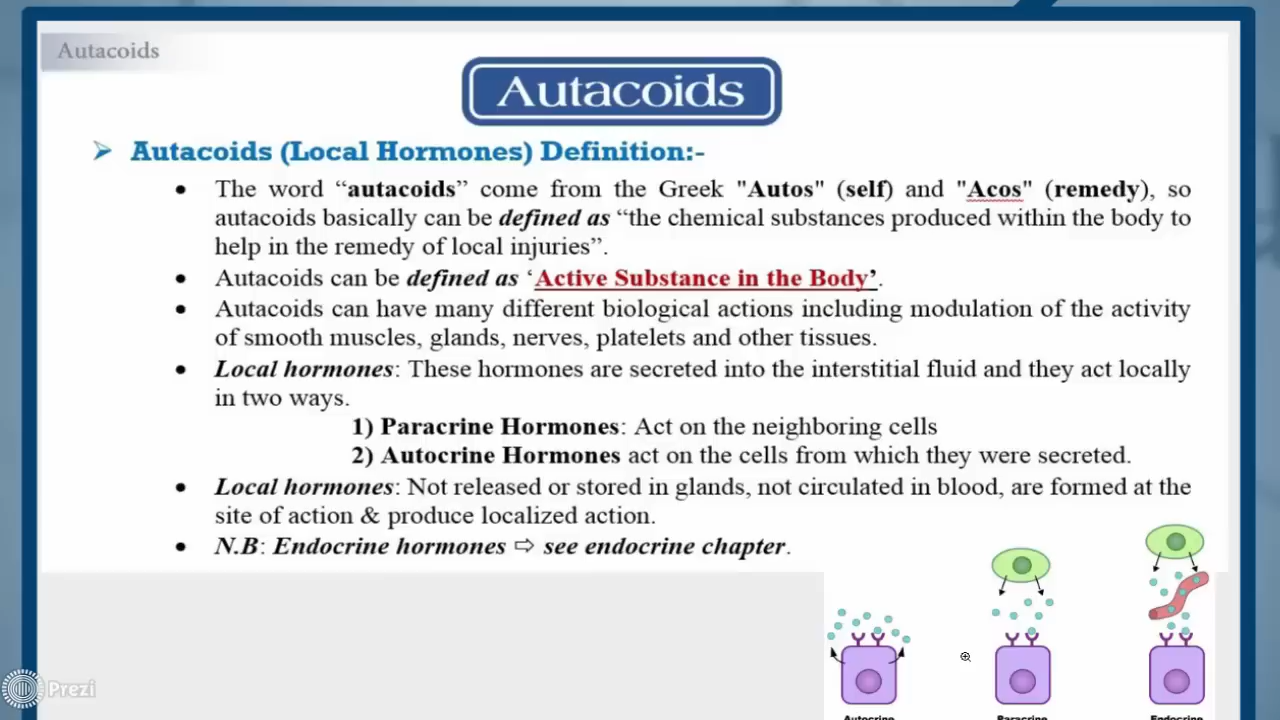 Autacoids
Autacoids
➢ Autacoids (Local Hormones) Definition:-
• The word “autacoids” come from the Greek "Autos" (self) and "Acos" (remedy), so
autacoids basically can be defined as “the chemical substances produced within the body to
help in the remedy of local injuries”.
• Autacoids can be defined as ‘Active Substance in the Body’.
• Autacoids can have many different biological actions including modulation of the activity
of smooth muscles, glands, nerves, platelets and other tissues.
• Local hormones: These hormones are secreted into the interstitial fluid and they act locally
in two ways.
1) Paracrine Hormones: Act on the neighboring cells
2) Autocrine Hormones act on the cells from which they were secreted.
• Local hormones: Not released or stored in glands, not circulated in blood, are formed at the
site of action & produce localized action.
• N.B: Endocrine hormones ⇨ see endocrine chapter.
Prezi
Autocrine Paracrine Endocrine